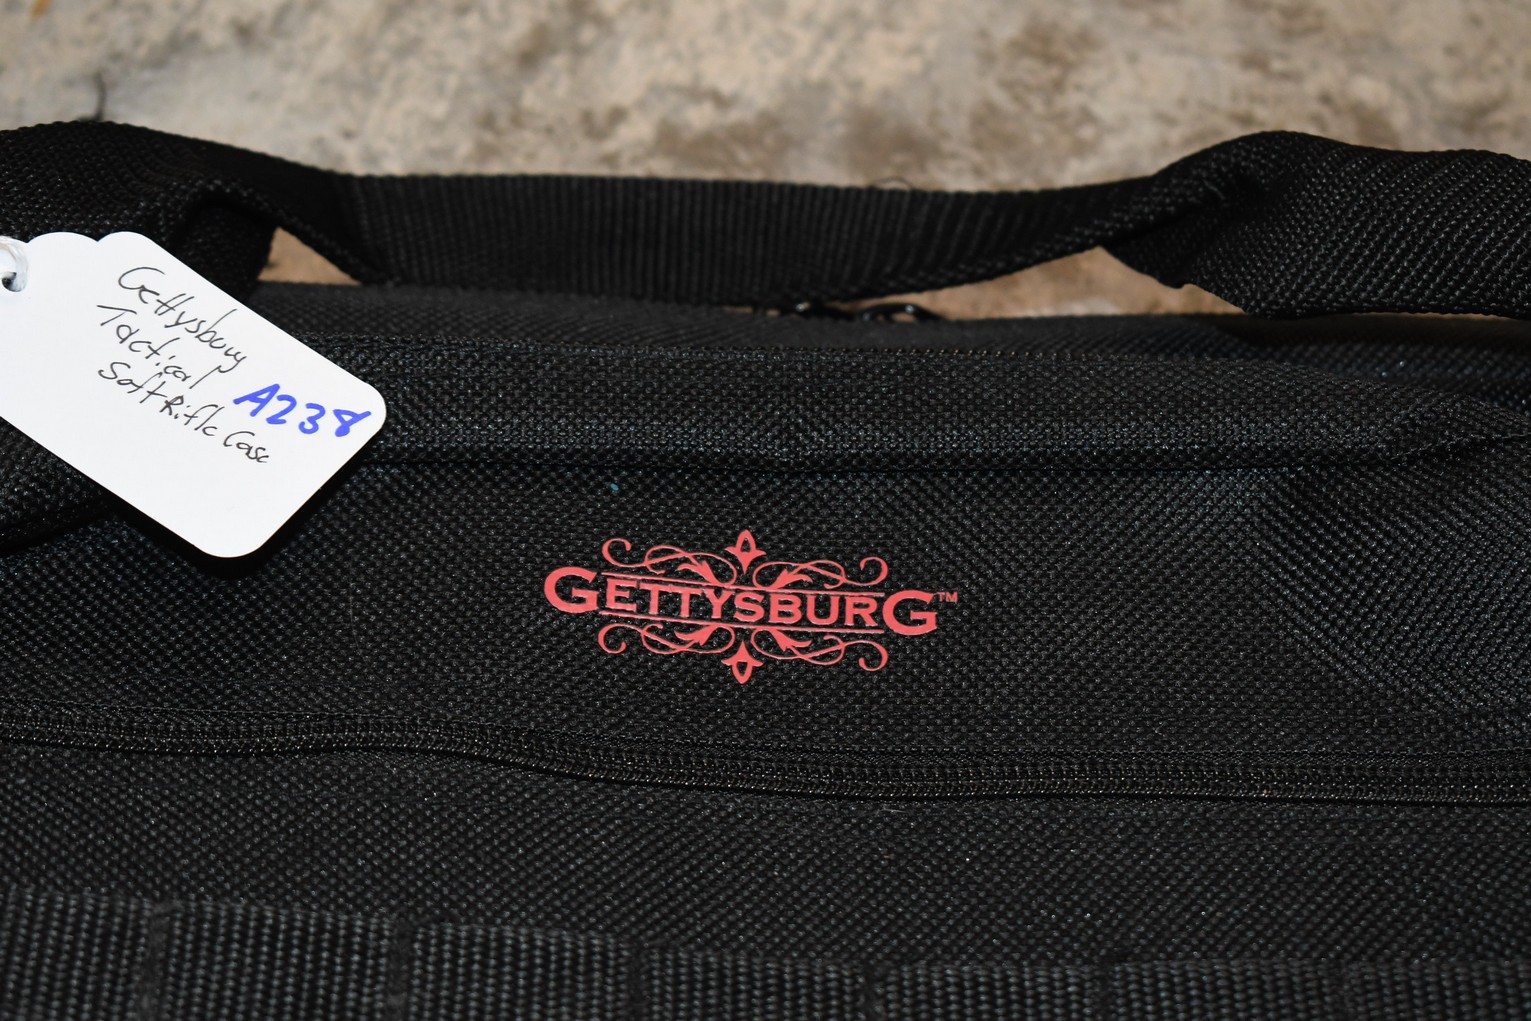 Gettysburg
Tactical
Soft Rifle Case
A238
GETTYSBURG™